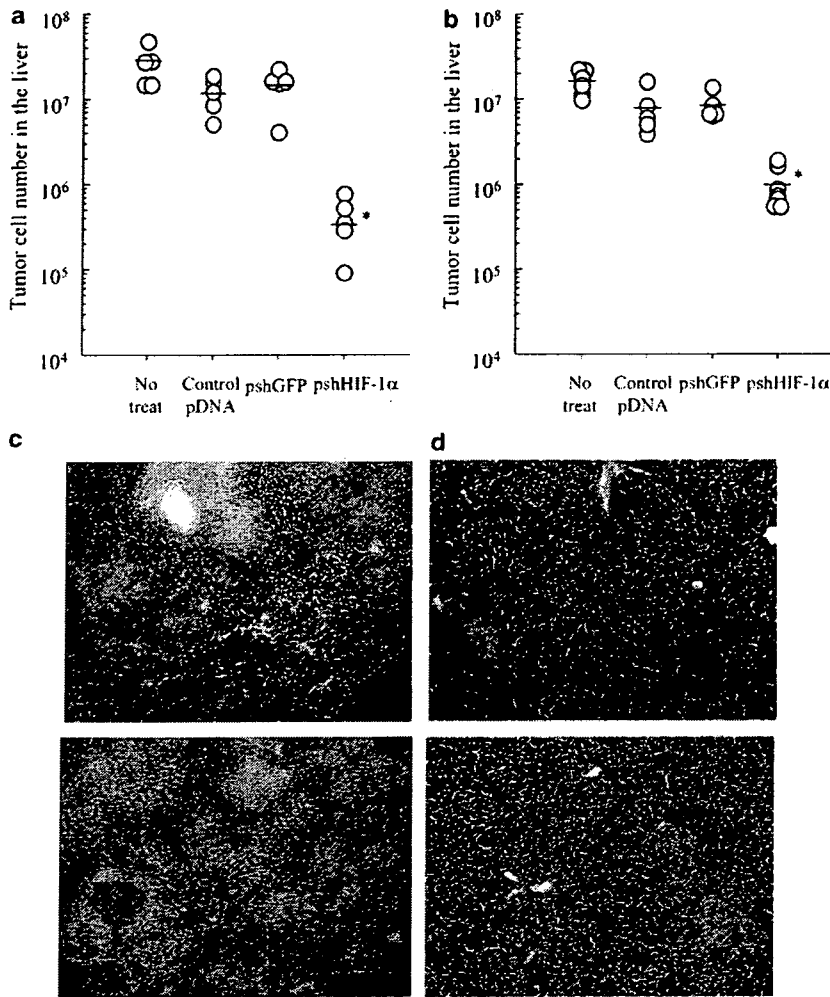 a
10⁸
10⁷
10⁶
10⁵
10⁴
Tumor cell number in the liver
No treat
Control pDNA
pshGFP
pshHIF-1α
*
b
10⁸
10⁷
10⁶
10⁵
10⁴
Tumor cell number in the liver
No treat
Control pDNA
pshGFP
pshHIF-1α
*
c
d